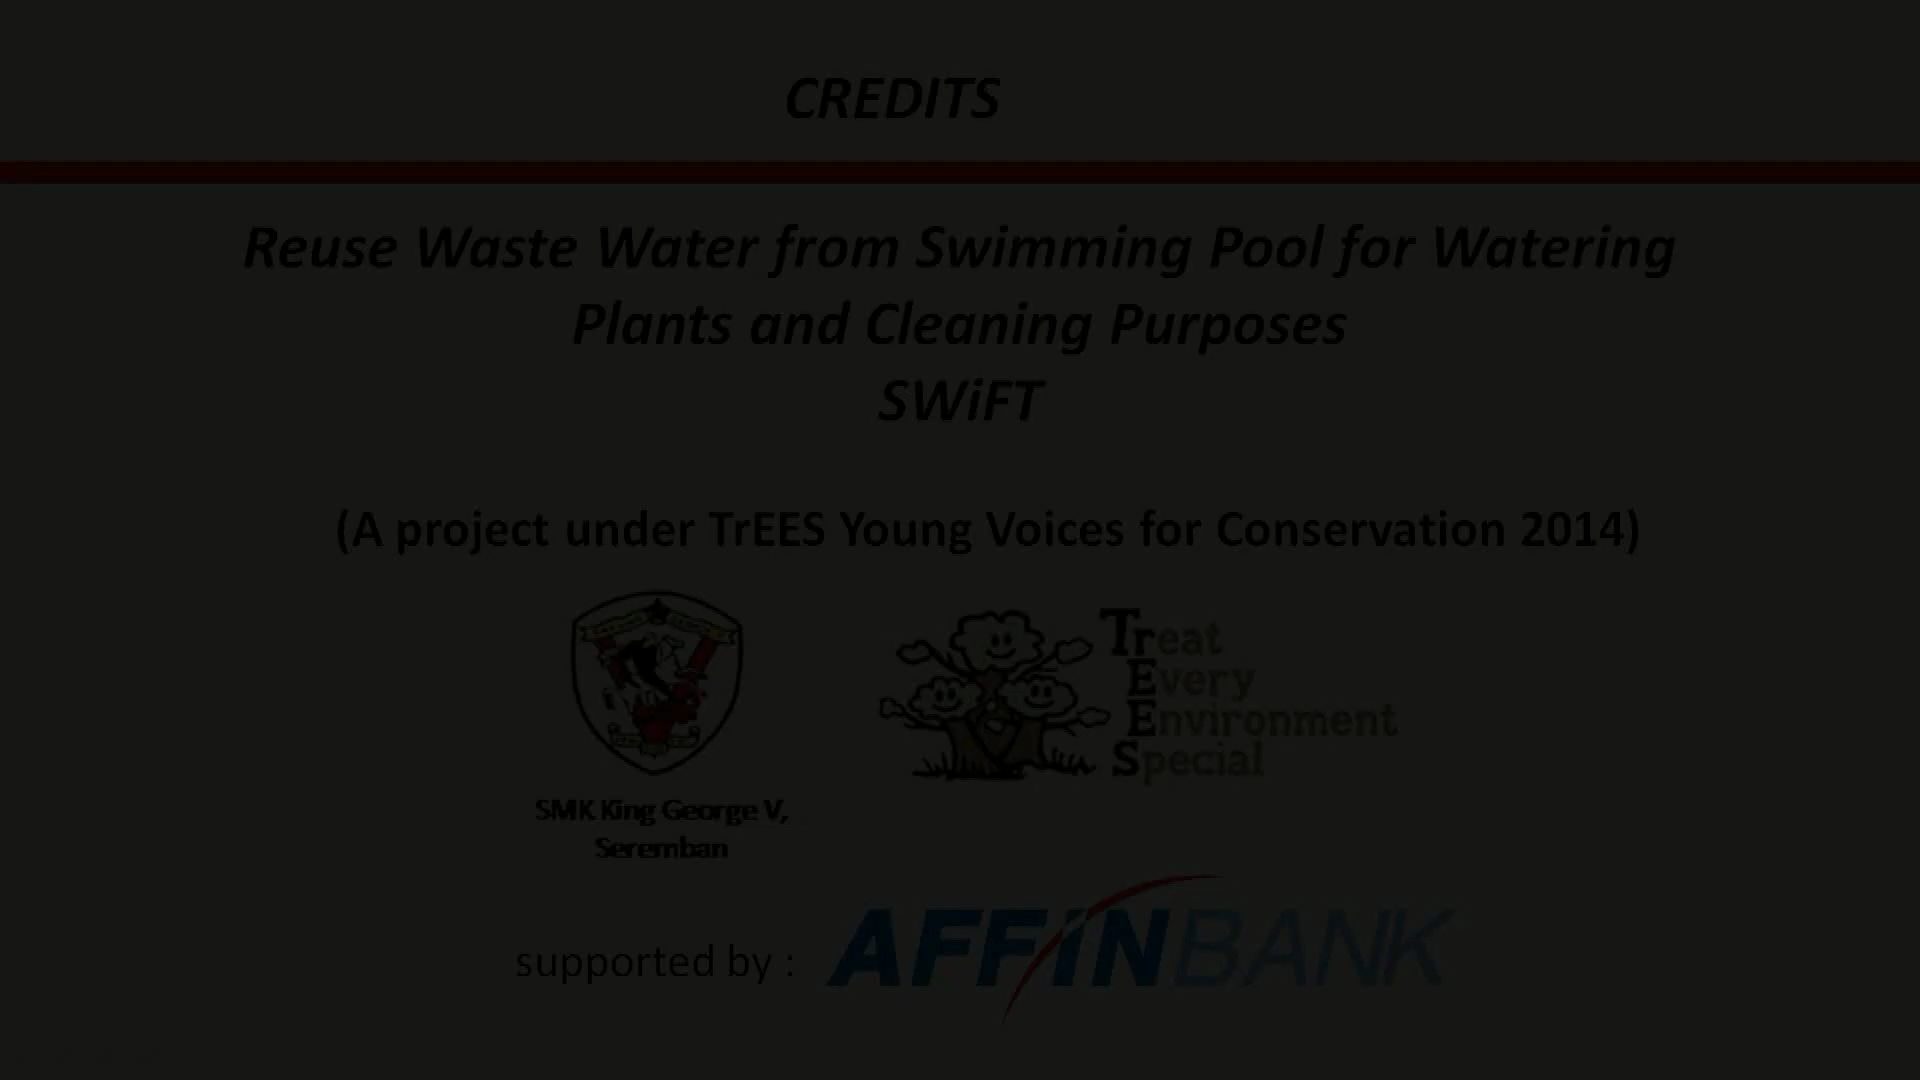 CREDITS
Reuse Waste Water from Swimming Pool for Watering
Plants and Cleaning Purposes
SWiFT
(A project under TrEES Young Voices for Conservation 2014)
Treat
Every
Environment
Special
SMK King George V,
Seremban
supported by : AFFINBANK